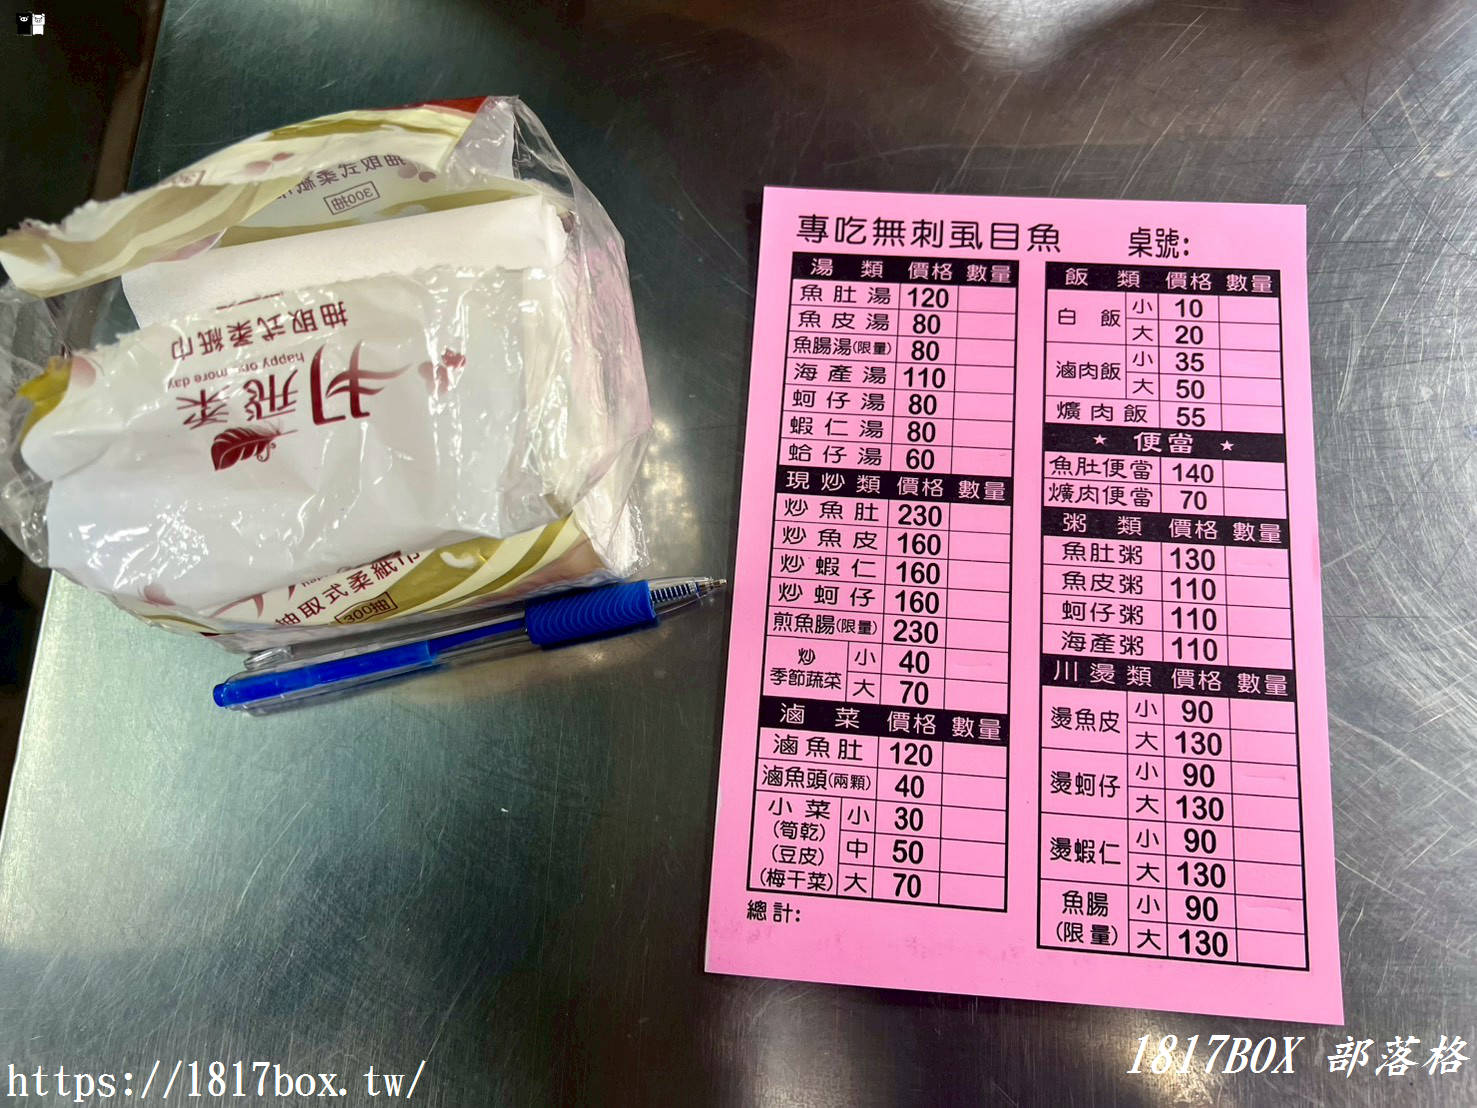 專吃無刺虱目魚 桌號:
湯 類 價格 數量
魚肚湯 120
魚皮湯 80
魚腸湯(限量) 80
海產湯 110
蚵仔湯 80
蝦仁湯 80
蛤仔湯 60
現炒類 價格 數量
炒魚肚 230
炒魚皮 160
炒蝦仁 160
炒蚵仔 160
煎魚腸(限量) 230
炒季節蔬菜 小 40
大 70
滷 菜 價格 數量
滷魚肚 120
滷魚頭(兩顆) 40
小菜 小 30
(筍乾)
(豆皮) 中 50
(梅干菜) 大 70
總計:
飯 類 價格 數量
白 飯 小 10
大 20
滷肉飯 小 35
大 50
爌肉飯 55
★ 便當 ★
魚肚便當 140
爌肉便當 70
粥 類 價格 數量
魚肚粥 130
魚皮粥 110
蚵仔粥 110
海產粥 110
川燙類 價格 數量
燙魚皮 小 90
大 130
燙蚵仔 小 90
大 130
燙蝦仁 小 90
大 130
魚腸 小 90
(限量) 大 130
抽取式柔紙巾
happy one more day
300抽
抽取式柔紙巾
300抽
https://1817box.tw/
1817BOX 部落格